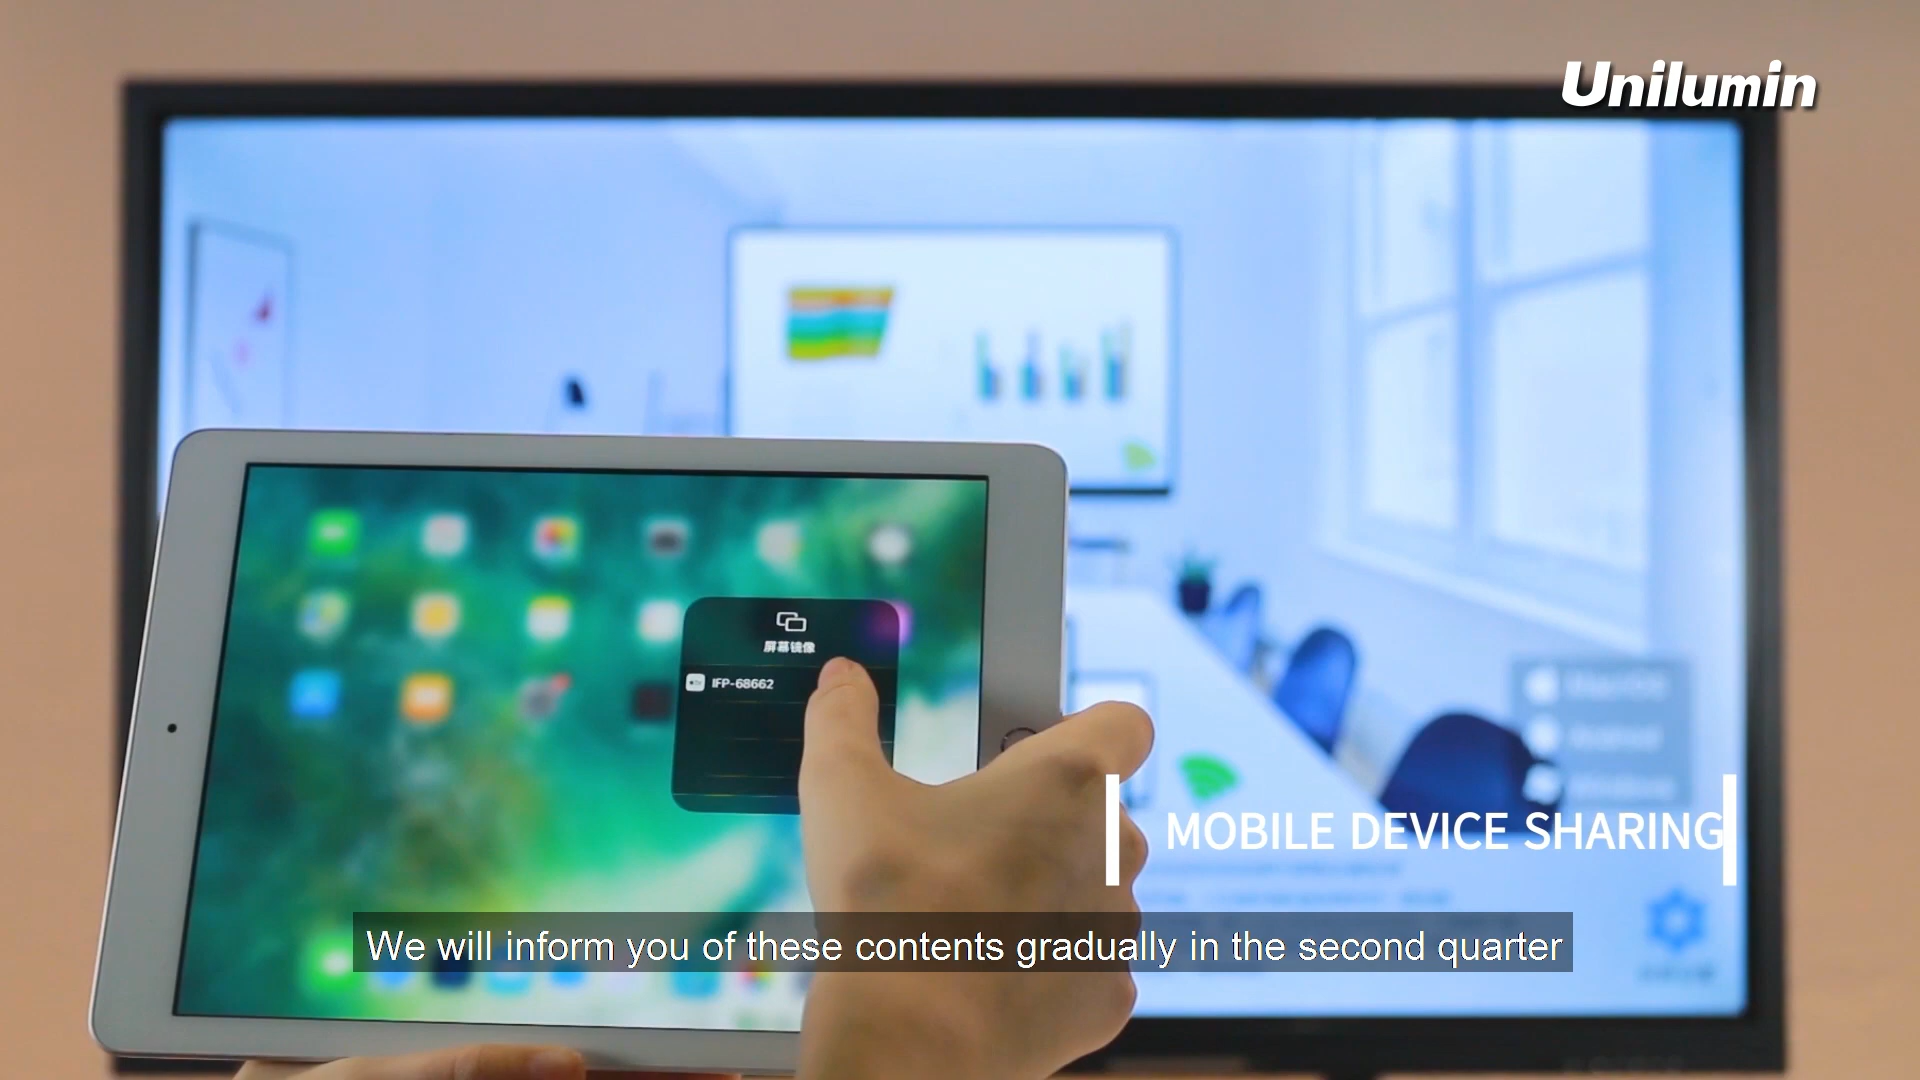 Unilumin
屏幕镜像
IFP-68662
MOBILE DEVICE SHARING
We will inform you of these contents gradually in the second quarter